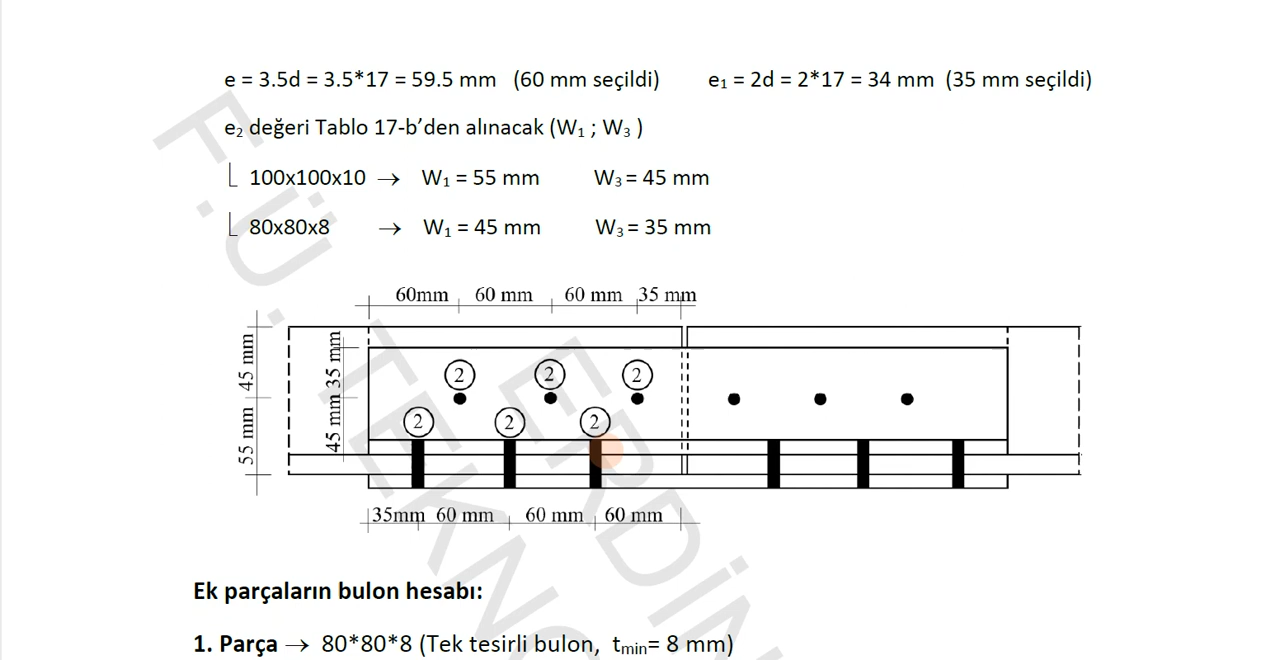 e = 3.5d = 3.5*17 = 59.5 mm (60 mm seçildi) e₁ = 2d = 2*17 = 34 mm (35 mm seçildi)
e₂ değeri Tablo 17-b’den alınacak (W₁ ; W₃ )
100x100x10 → W₁ = 55 mm W₃ = 45 mm
80x80x8 → W₁ = 45 mm W₃ = 35 mm
60mm 60 mm 60 mm 35 mm
45 mm
35 mm
2 2 2
55 mm
45 mm
2 2 2
35mm 60 mm 60 mm 60 mm
Ek parçaların bulon hesabı:
1. Parça → 80*80*8 (Tek tesirli bulon, tmin= 8 mm)
F.Ü. TEKNO
ERDİN